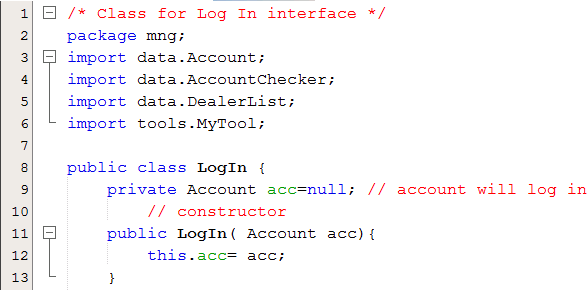 1 /* Class for Log In interface */
2 package mng;
3 import data.Account;
4 import data.AccountChecker;
5 import data.DealerList;
6 import tools.MyTool;
7
8 public class LogIn {
9 private Account acc=null; // account will log in
10 // constructor
11 public LogIn( Account acc){
12 this.acc= acc;
13 }